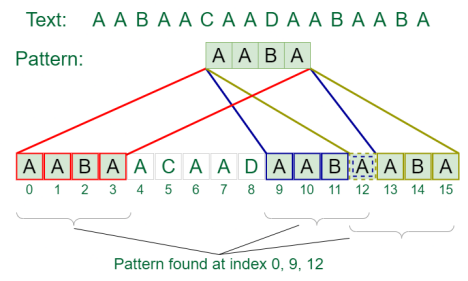 Text: A A B A A C A A D A A B A A B A
Pattern: A A B A
A A B A A C A A D A A B A A B A
0 1 2 3 4 5 6 7 8 9 10 11 12 13 14 15
Pattern found at index 0, 9, 12